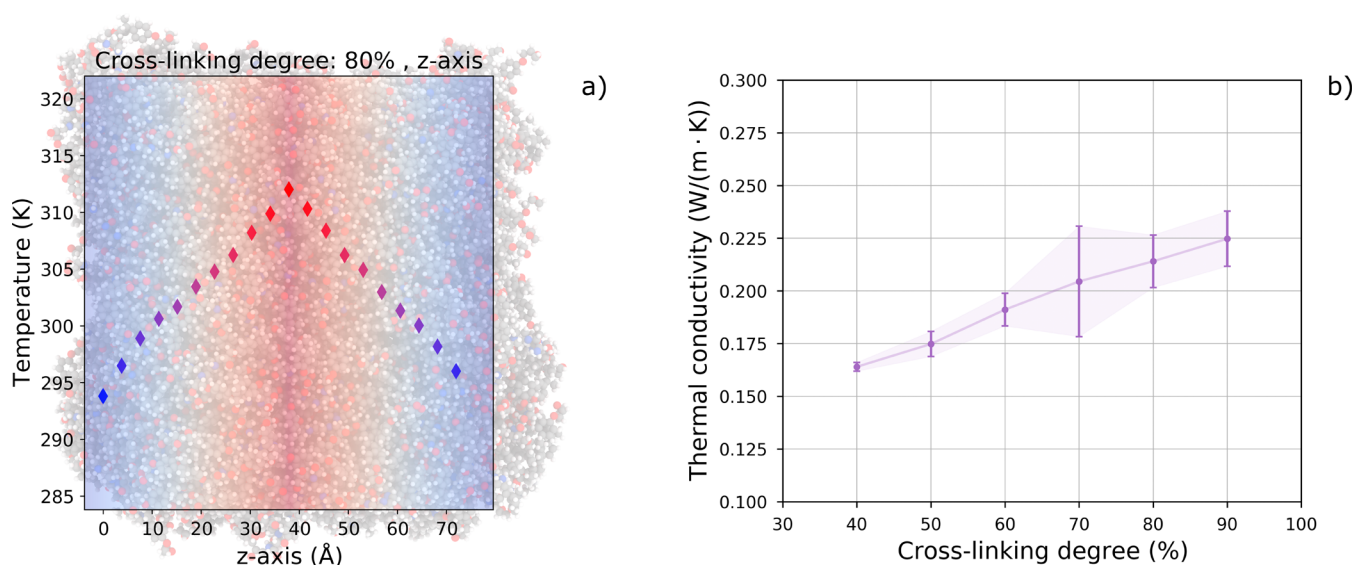 Cross-linking degree: 80% , z-axis
a)
Temperature (K)
320
315
310
305
300
295
290
285
0 10 20 30 40 50 60 70
z-axis (Å)
b)
Thermal conductivity (W/(m · K))
0.300
0.275
0.250
0.225
0.200
0.175
0.150
0.125
0.100
30 40 50 60 70 80 90 100
Cross-linking degree (%)